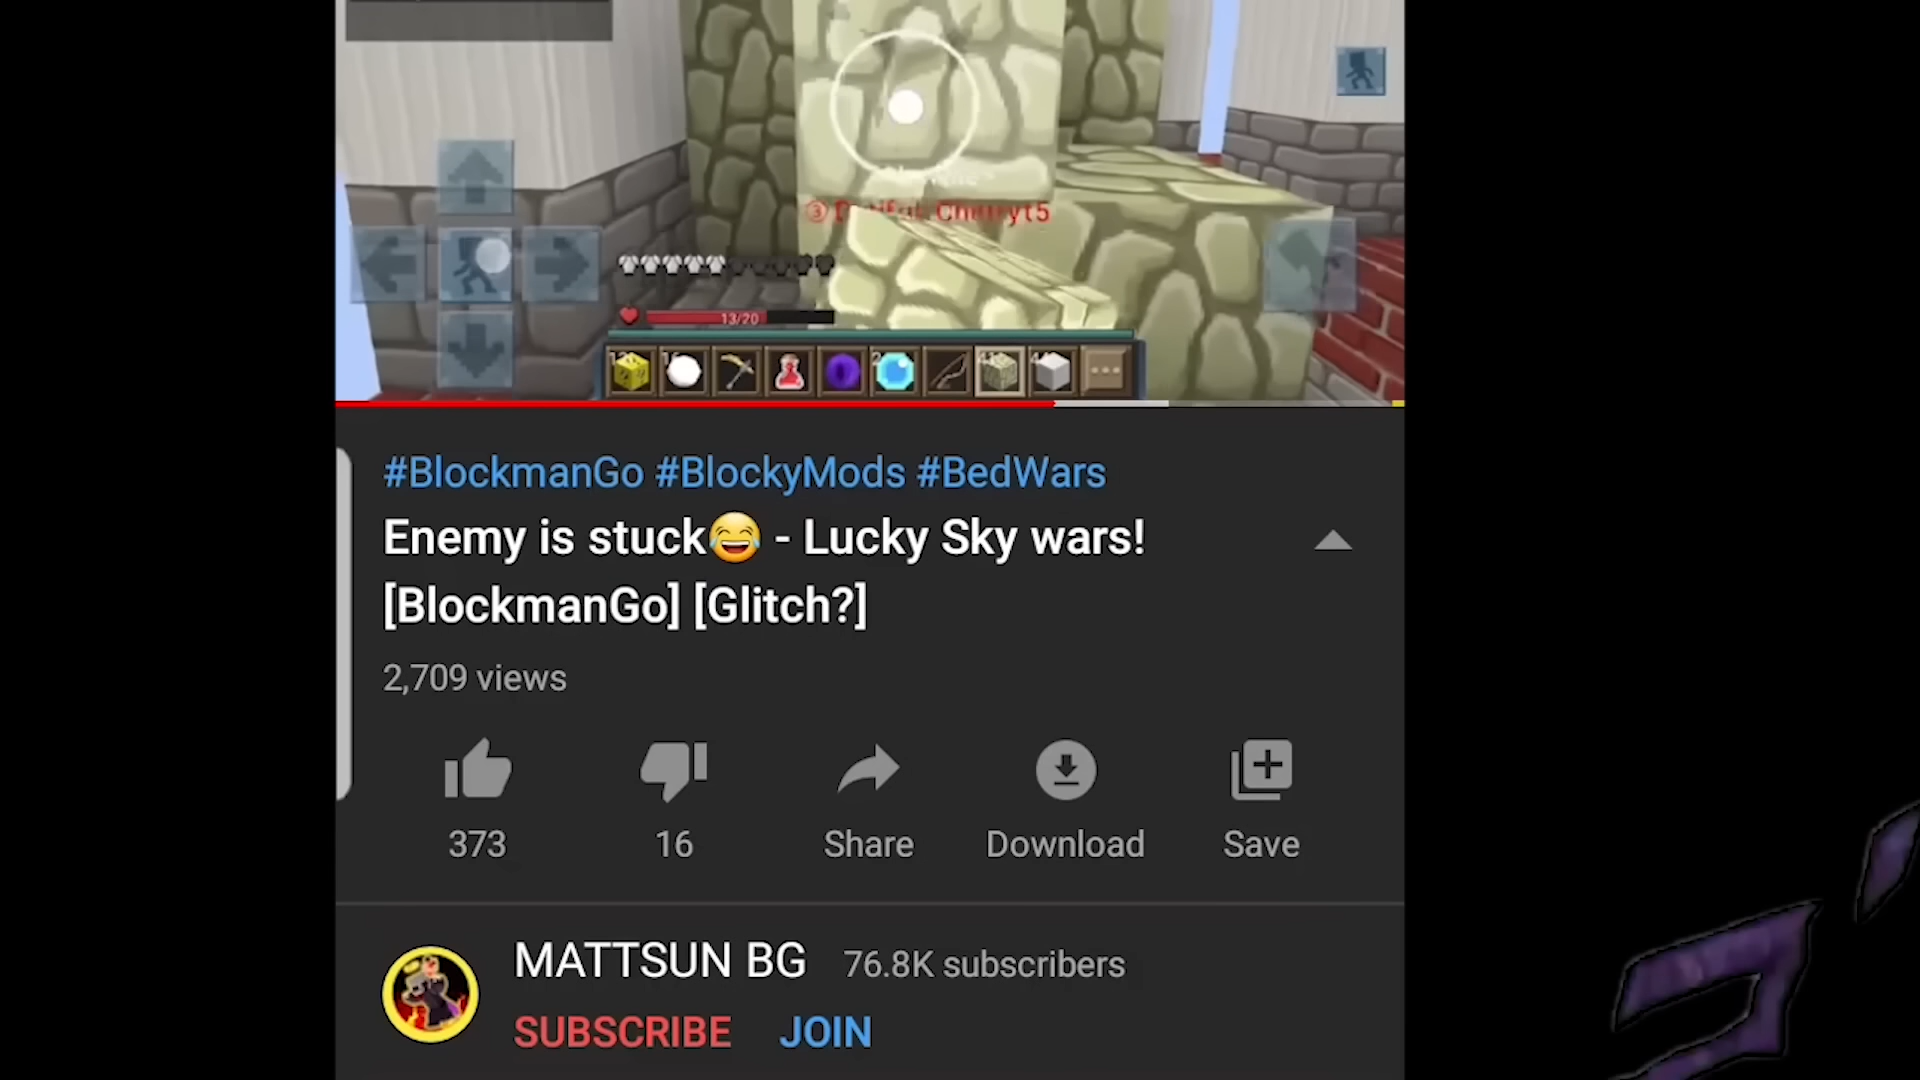 13/20
#BlockmanGo #BlockyMods #BedWars
Enemy is stuck😂 - Lucky Sky wars!
[BlockmanGo] [Glitch?]
2,709 views
373
16
Share
Download
Save
MATTSUN BG 76.8K subscribers
SUBSCRIBE JOIN